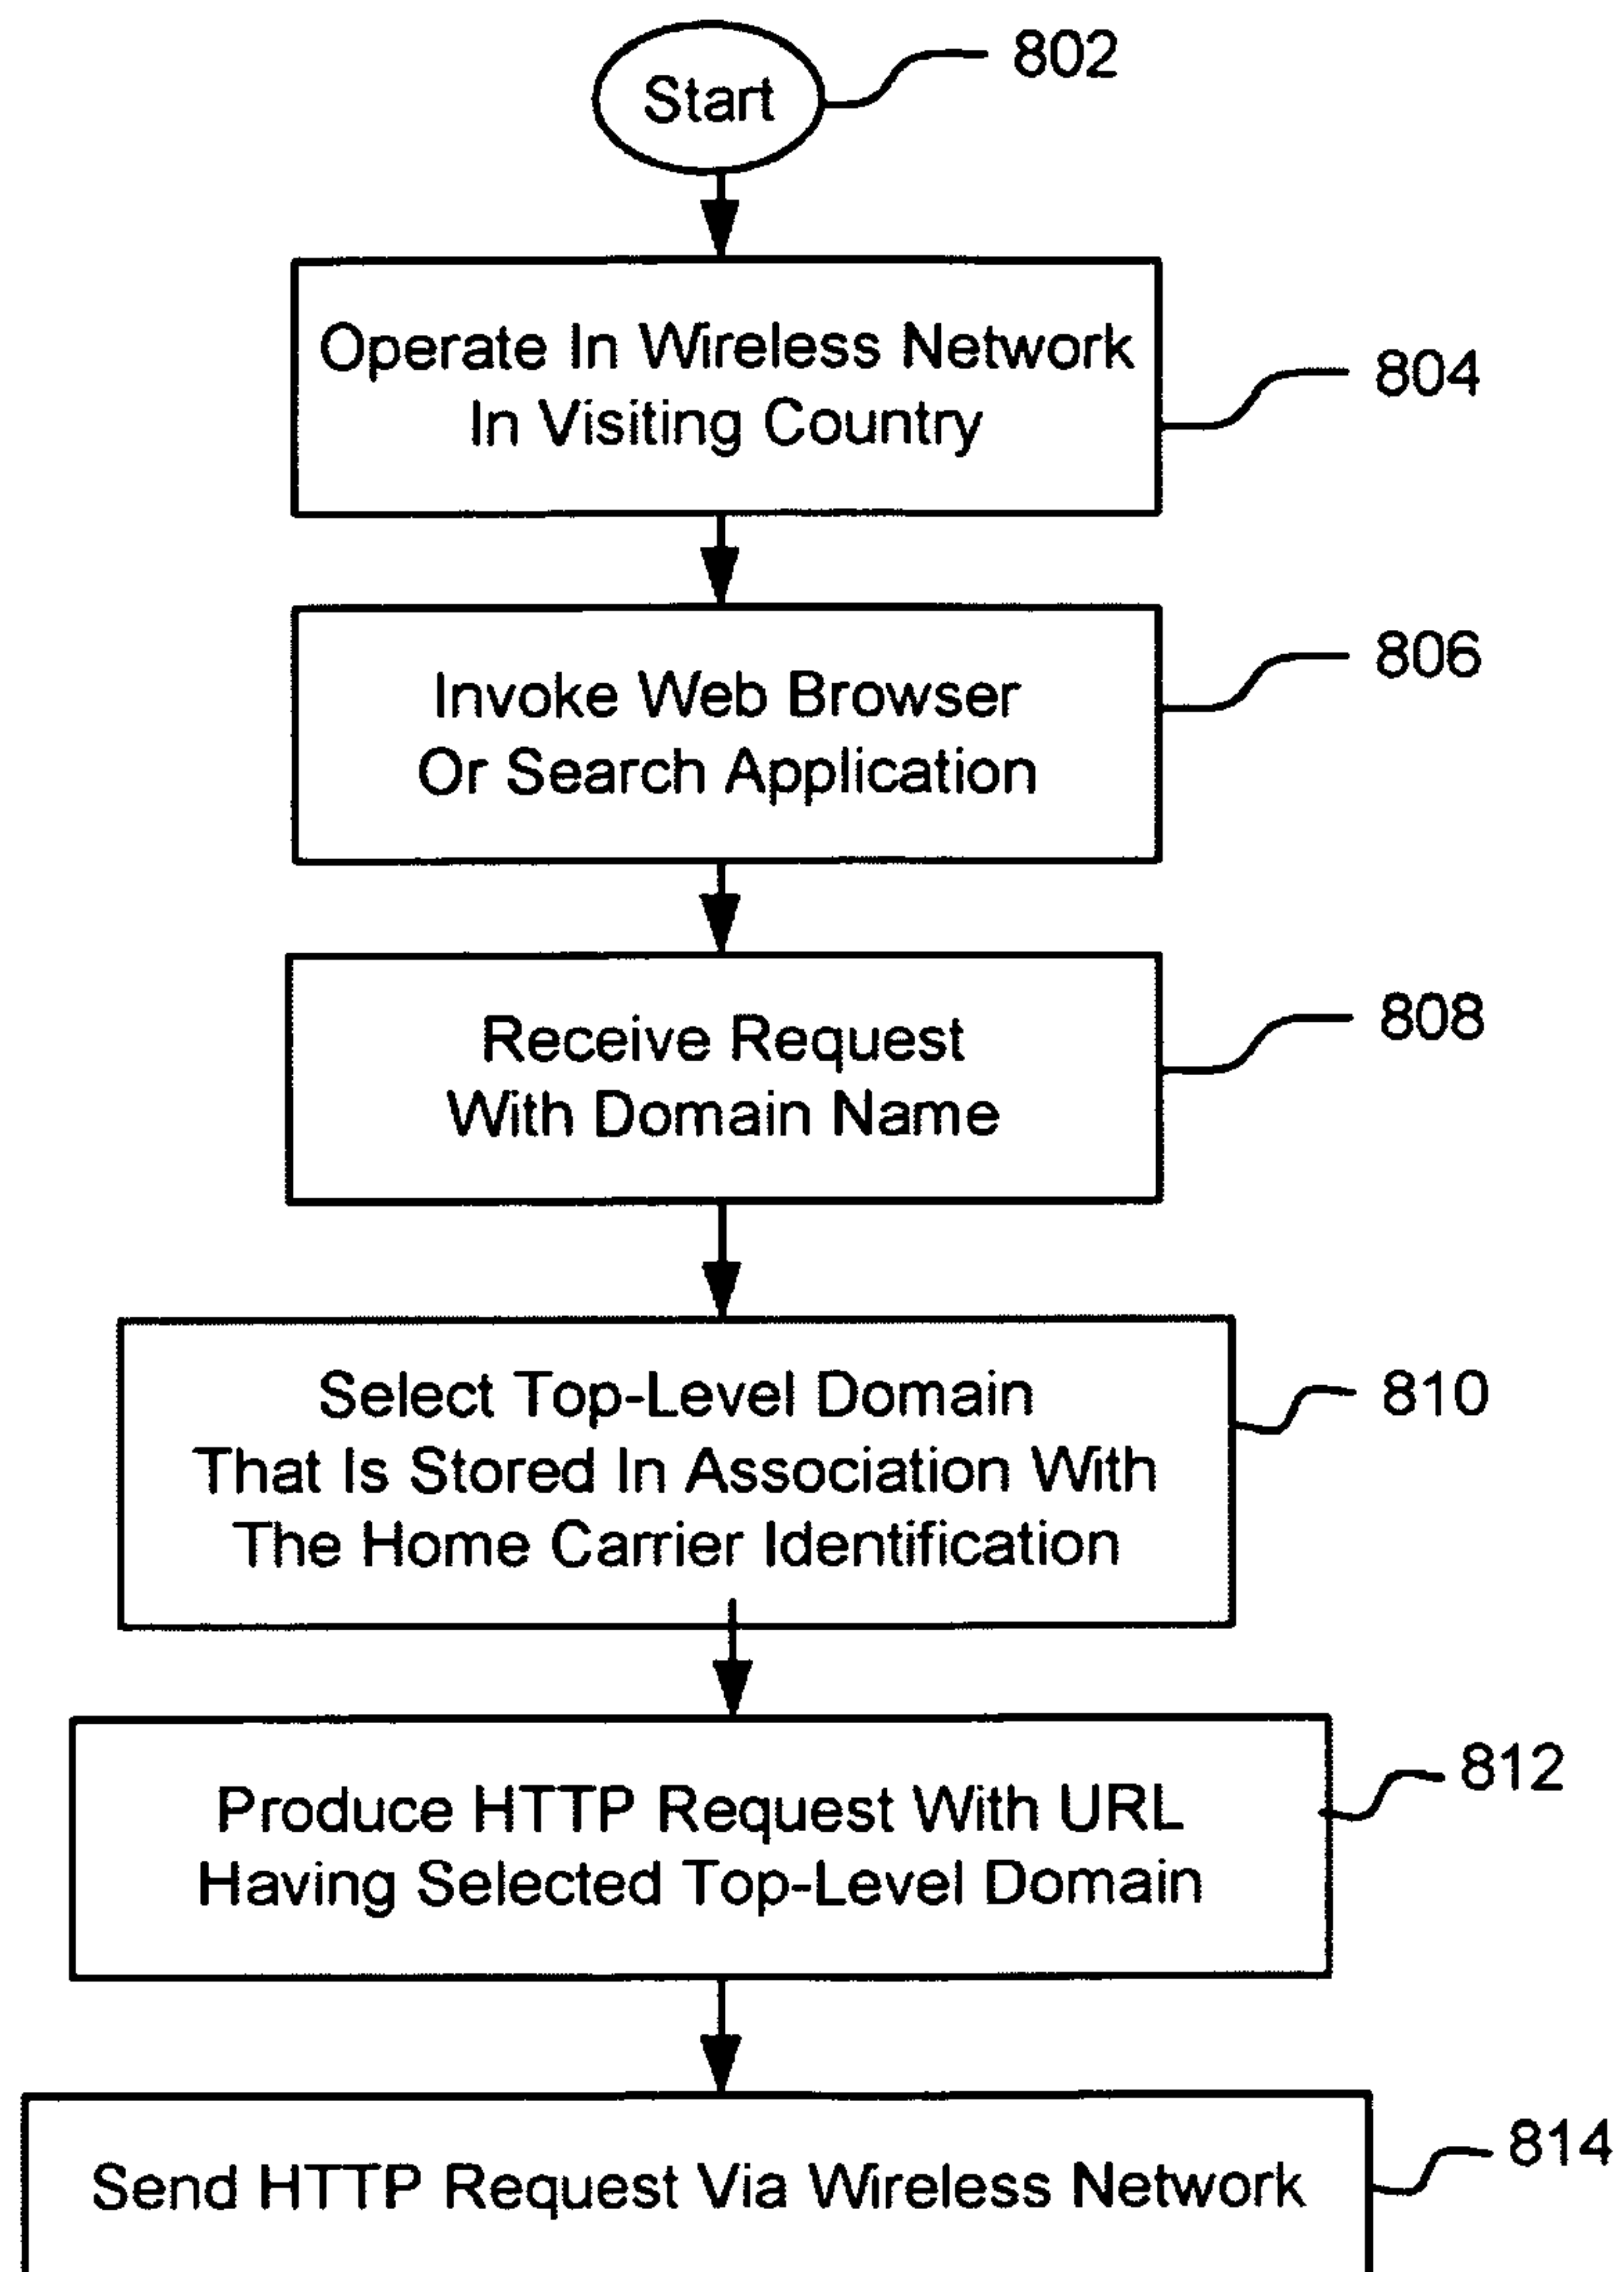 Start
802
Operate In Wireless Network
In Visiting Country
804
Invoke Web Browser
Or Search Application
806
Receive Request
With Domain Name
808
Select Top-Level Domain
That Is Stored In Association With
The Home Carrier Identification
810
Produce HTTP Request With URL
Having Selected Top-Level Domain
812
Send HTTP Request Via Wireless Network
814